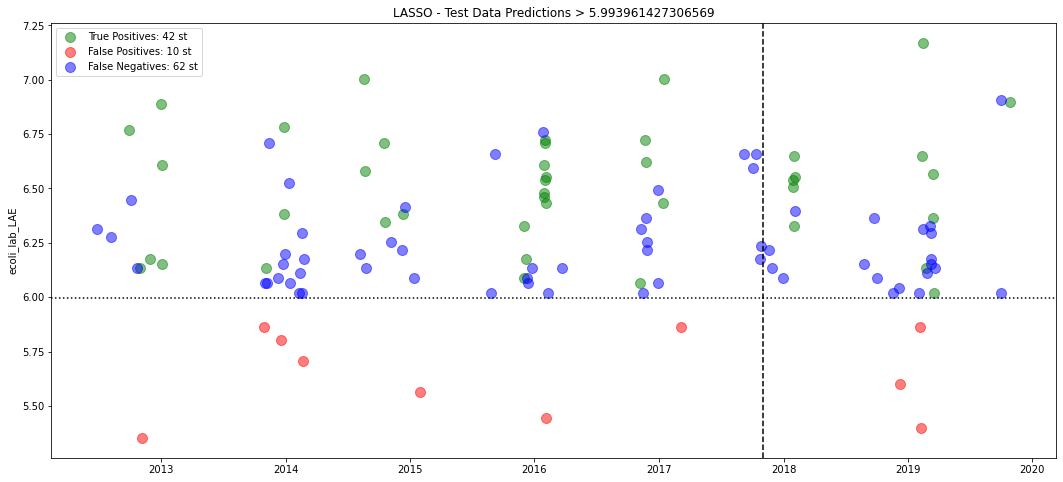 LASSO - Test Data Predictions > 5.993961427306569
True Positives: 42 st
False Positives: 10 st
False Negatives: 62 st
ecoli_lab_LAE
7.25
7.00
6.75
6.50
6.25
6.00
5.75
5.50
2013 2014 2015 2016 2017 2018 2019 2020